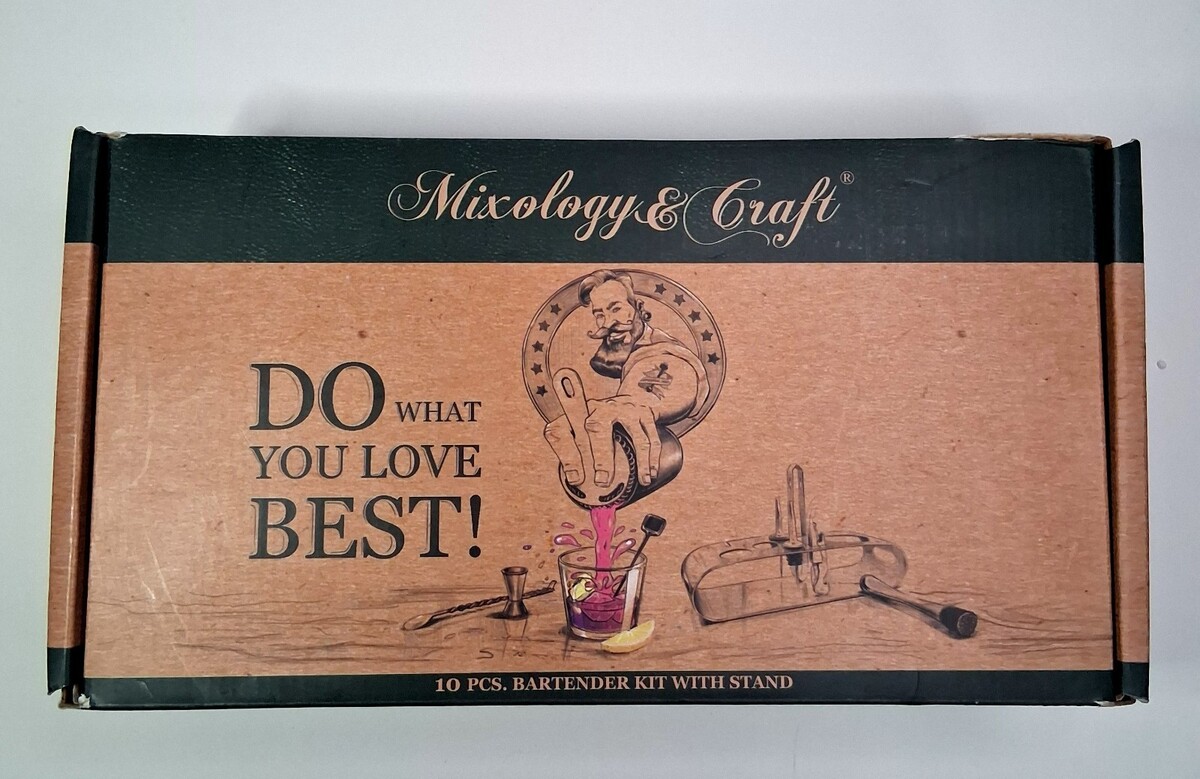 Mixology & Craft®
DO WHAT
YOU LOVE
BEST!
10 PCS. BARTENDER KIT WITH STAND